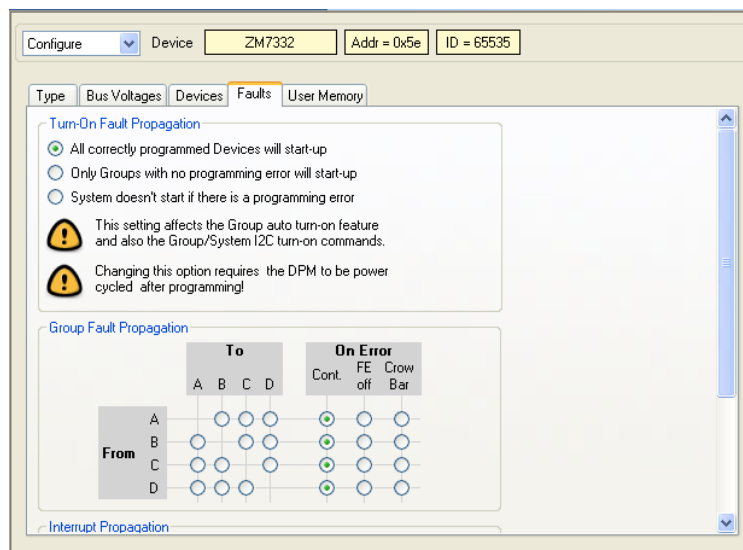 Configure Device ZM7332 Addr = 0x5e ID = 65535
Type Bus Voltages Devices Faults User Memory
Turn-On Fault Propagation
All correctly programmed Devices will start-up
Only Groups with no programming error will start-up
System doesn't start if there is a programming error
This setting affects the Group auto turn-on feature
and also the Group/System I2C turn-on commands.
Changing this option requires the DPM to be power
cycled after programming!
Group Fault Propagation
To On Error
A B C D Cont. FE off Crow Bar
A
B
From
C
D
Interrupt Propagation